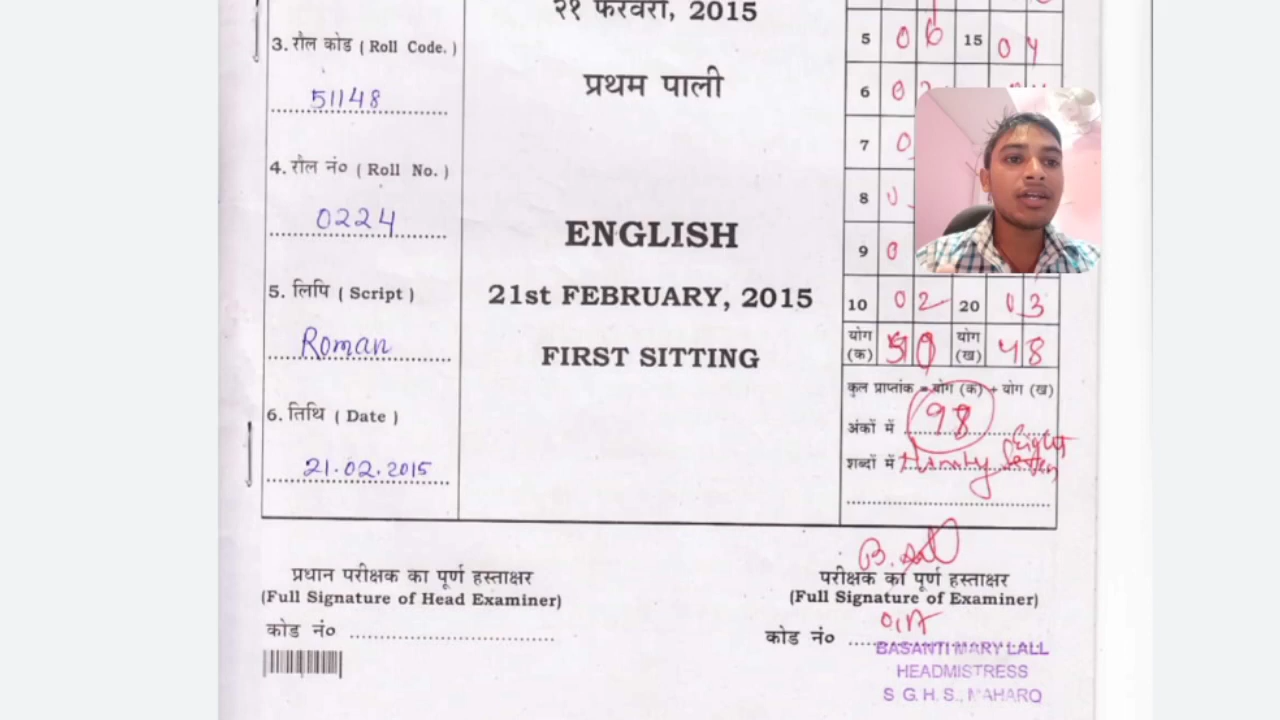 २१ फरवरी, 2015
3. रौल कोड ( Roll Code. )
51148
प्रथम पाली
4. रौल नं० ( Roll No. )
0224
ENGLISH
5. लिपि ( Script )
21st FEBRUARY, 2015
Roman
FIRST SITTING
6. तिथि ( Date )
21.02.2015
5 06 15 04
6 0
7 0
8
9 0
10 02 20 03
योग (क) 50 योग (ख) 48
कुल प्राप्तांक = योग (क) + योग (ख)
अंकों में 98
शब्दों में
प्रधान परीक्षक का पूर्ण हस्ताक्षर
(Full Signature of Head Examiner)
कोड नं०
परीक्षक का पूर्ण हस्ताक्षर
(Full Signature of Examiner)
कोड नं०
BASANTI MARY LALL
HEADMISTRESS
S G.H.S., MAHARO